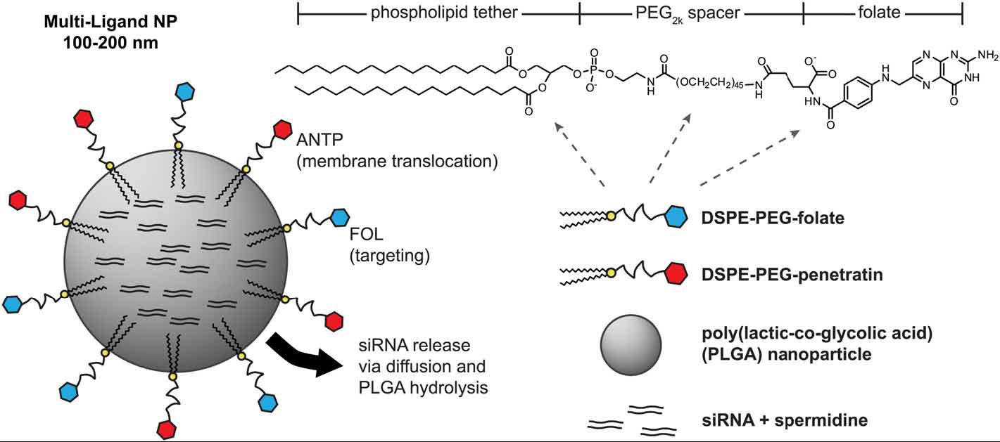 Multi-Ligand NP
100-200 nm
phospholipid tether
PEG2k spacer
folate
O
O
O
O
O
P
O
O-
O
N
H
O
(OCH2CH2)45
N
H
O
O-
O
HN
O
H
N
N
N
N
NH2
NH
O
ANTP
(membrane translocation)
FOL
(targeting)
siRNA release
via diffusion and
PLGA hydrolysis
DSPE-PEG-folate
DSPE-PEG-penetratin
poly(lactic-co-glycolic acid)
(PLGA) nanoparticle
siRNA + spermidine